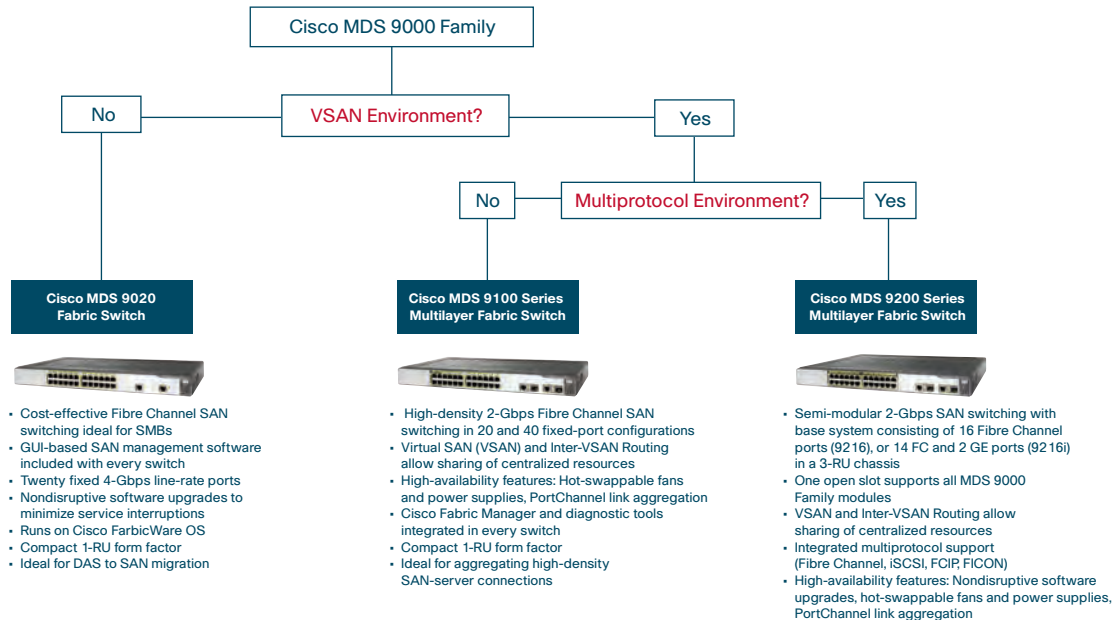 Cisco MDS 9000 Family
No
VSAN Environment?
Yes
No
Multiprotocol Environment?
Yes
Cisco MDS 9020
Fabric Switch
• Cost-effective Fibre Channel SAN
switching ideal for SMBs
• GUI-based SAN management software
included with every switch
• Twenty fixed 4-Gbps line-rate ports
• Nondisruptive software upgrades to
minimize service interruptions
• Runs on Cisco FarbicWare OS
• Compact 1-RU form factor
• Ideal for DAS to SAN migration
Cisco MDS 9100 Series
Multilayer Fabric Switch
• High-density 2-Gbps Fibre Channel SAN
switching in 20 and 40 fixed-port configurations
• Virtual SAN (VSAN) and Inter-VSAN Routing
allow sharing of centralized resources
• High-availability features: Hot-swappable fans
and power supplies, PortChannel link aggregation
• Cisco Fabric Manager and diagnostic tools
integrated in every switch
• Compact 1-RU form factor
• Ideal for aggregating high-density
SAN-server connections
Cisco MDS 9200 Series
Multilayer Fabric Switch
• Semi-modular 2-Gbps SAN switching with
base system consisting of 16 Fibre Channel
ports (9216), or 14 FC and 2 GE ports (9216i)
in a 3-RU chassis
• One open slot supports all MDS 9000
Family modules
• VSAN and Inter-VSAN Routing allow
sharing of centralized resources
• Integrated multiprotocol support
(Fibre Channel, iSCSI, FCIP, FICON)
• High-availability features: Nondisruptive software
upgrades, hot-swappable fans and power supplies,
PortChannel link aggregation